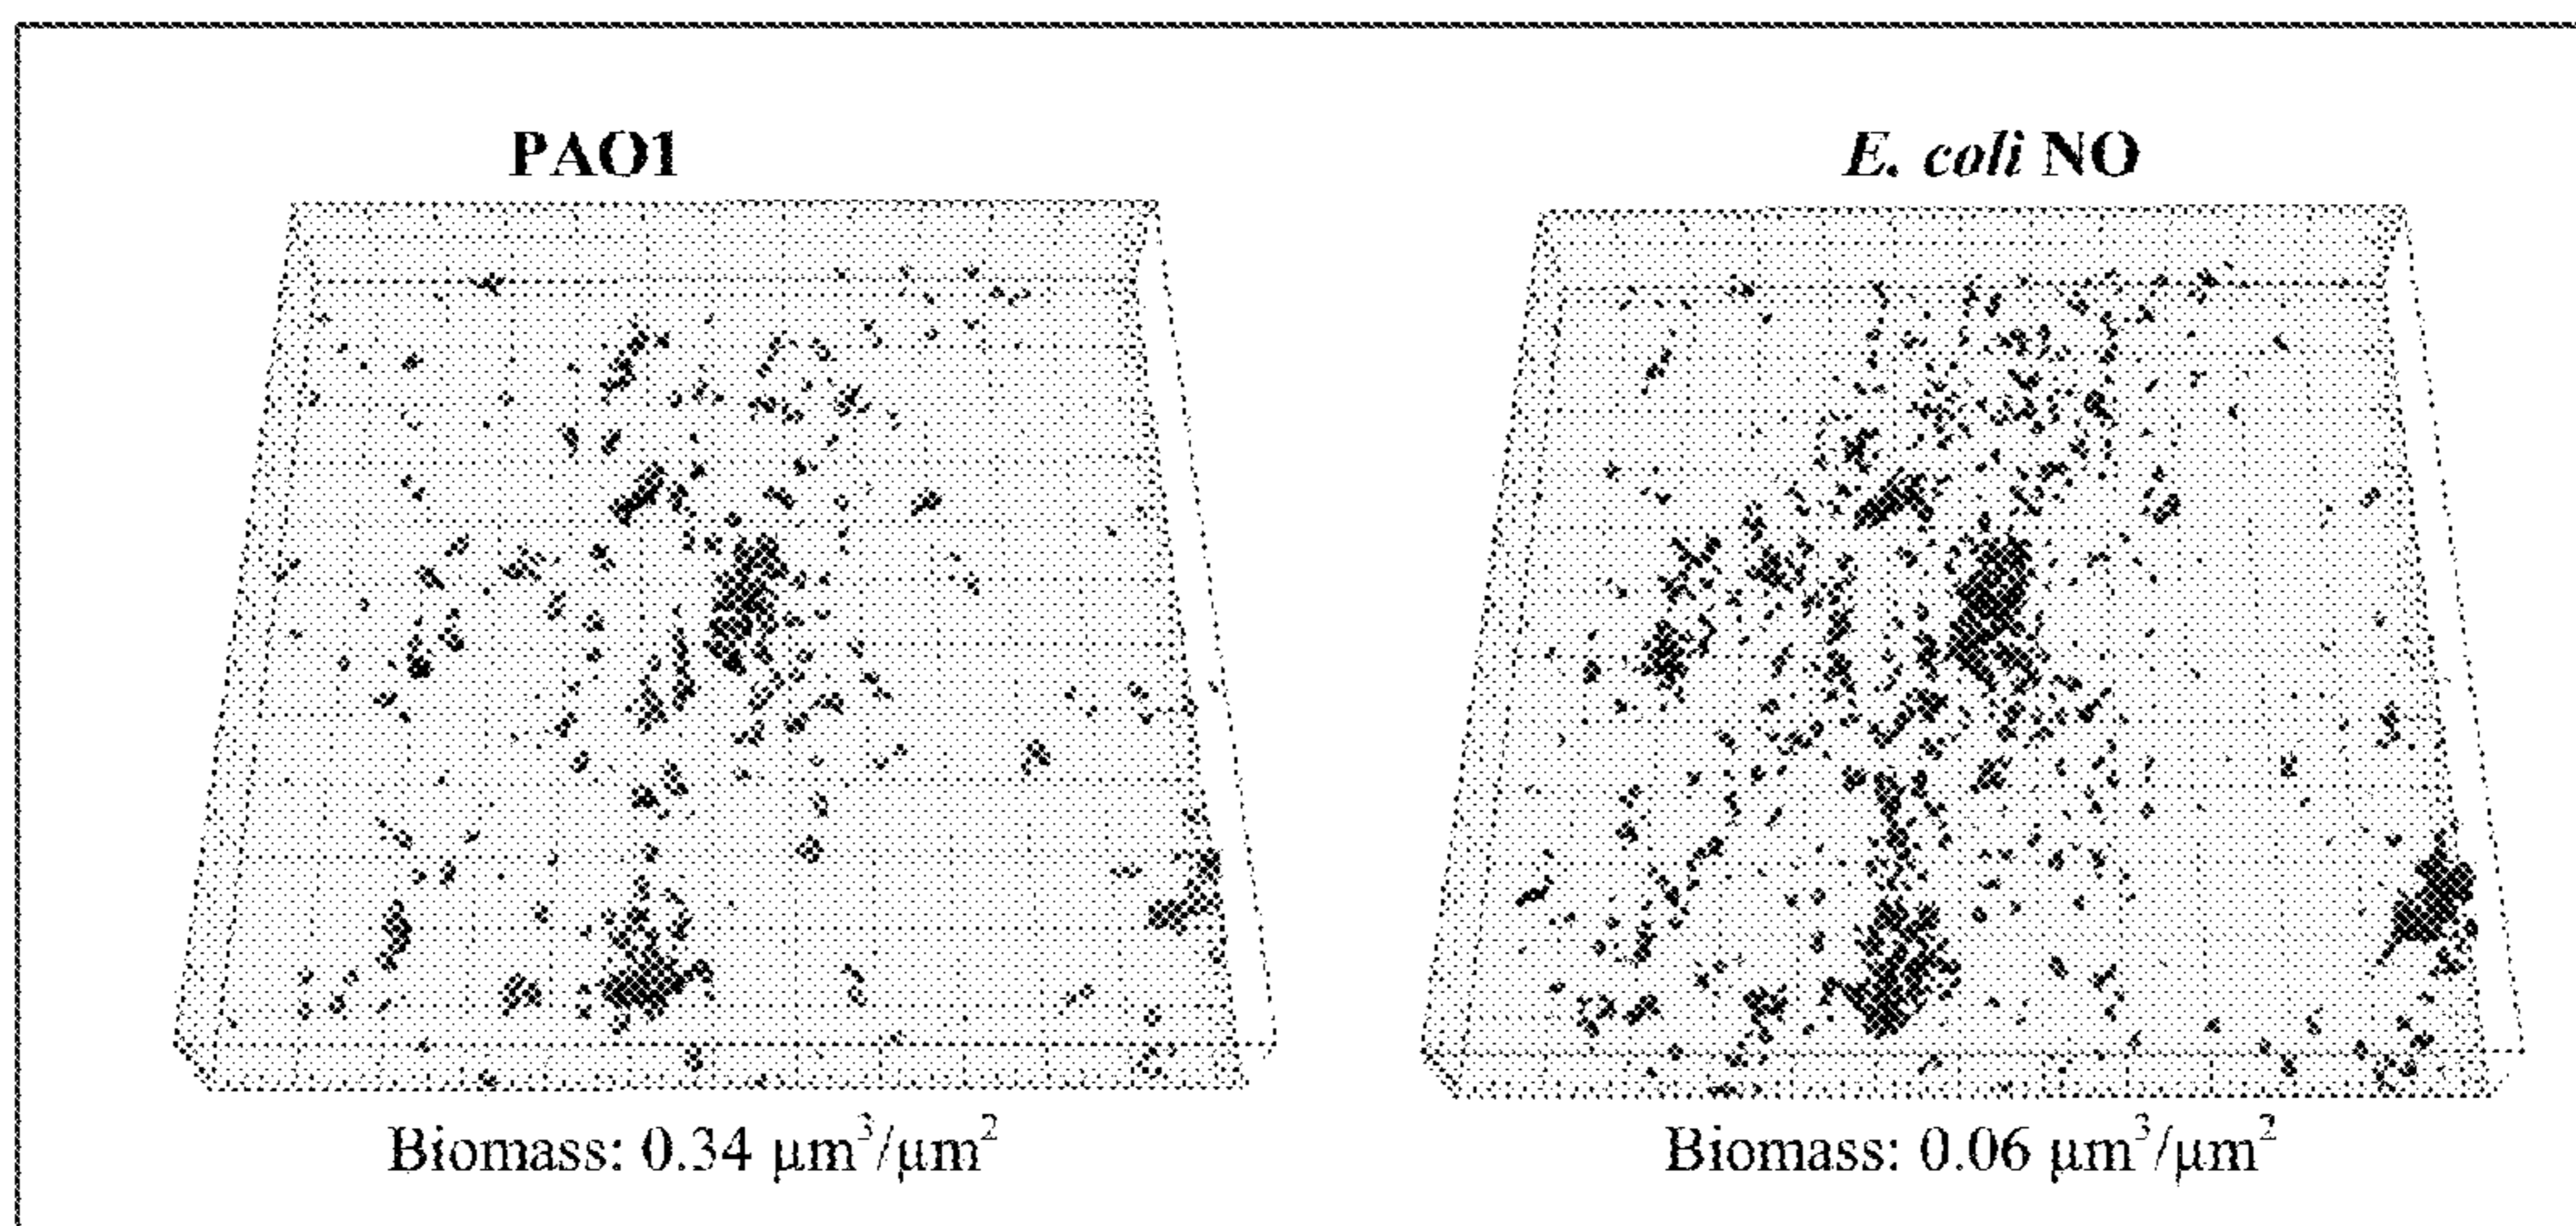 PAO1
E. coli NO
Biomass: 0.34 μm³/μm²
Biomass: 0.06 μm³/μm²